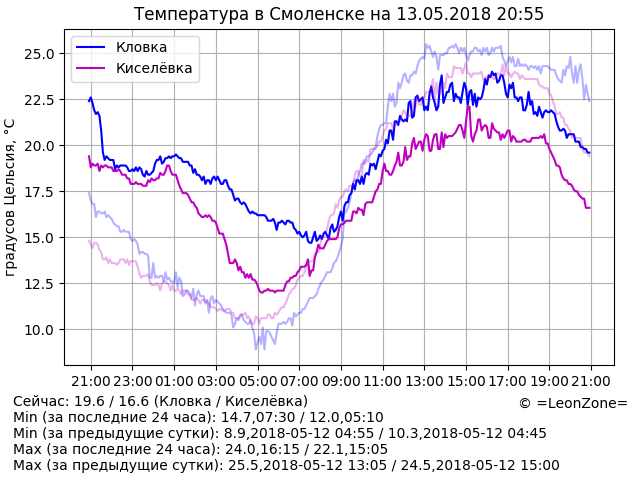 Температура в Смоленске на 13.05.2018 20:55
градусов Цельсия, °C
Кловка
Киселёвка
25.0
22.5
20.0
17.5
15.0
12.5
10.0
21:00 23:00 01:00 03:00 05:00 07:00 09:00 11:00 13:00 15:00 17:00 19:00 21:00
Сейчас: 19.6 / 16.6 (Кловка / Киселёвка)
© =LeonZone=
Min (за последние 24 часа): 14.7,07:30 / 12.0,05:10
Min (за предыдущие сутки): 8.9,2018-05-12 04:55 / 10.3,2018-05-12 04:45
Max (за последние 24 часа): 24.0,16:15 / 22.1,15:05
Max (за предыдущие сутки): 25.5,2018-05-12 13:05 / 24.5,2018-05-12 15:00